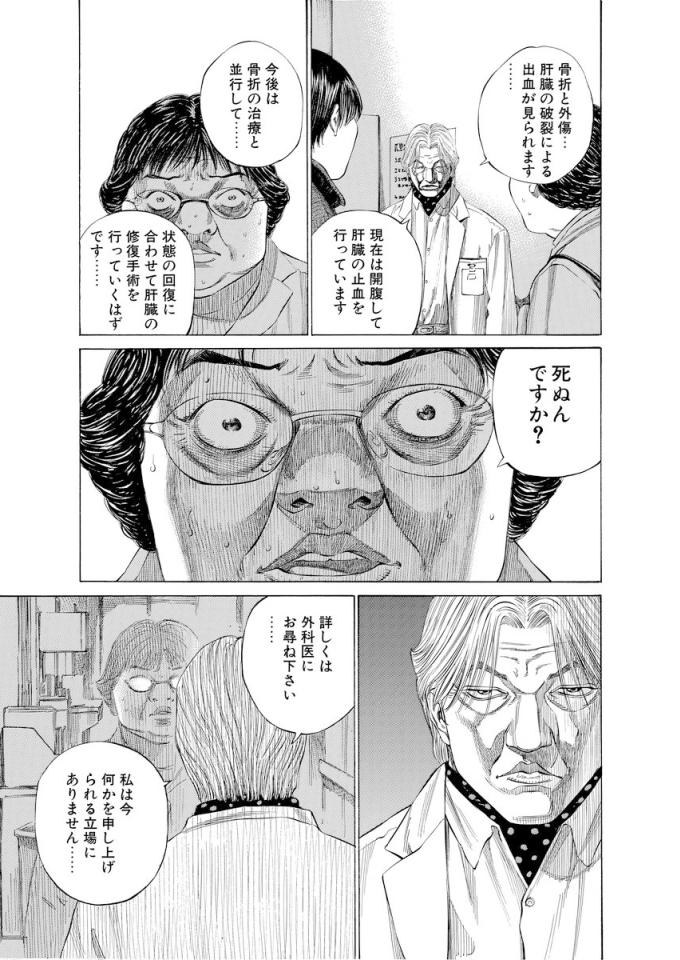 骨折と外傷…
肝臓の破裂による
出血が見られます
……
現在は開腹して
肝臓の止血を
行っています
今後は
骨折の治療と
並行して……
状態の回復に
合わせて肝臓の
修復手術を
行っていくはず
です……
死ぬん
ですか？
詳しくは
外科医に
お尋ね下さい
……
私は今
何かを申し上げ
られる立場に
ありません……